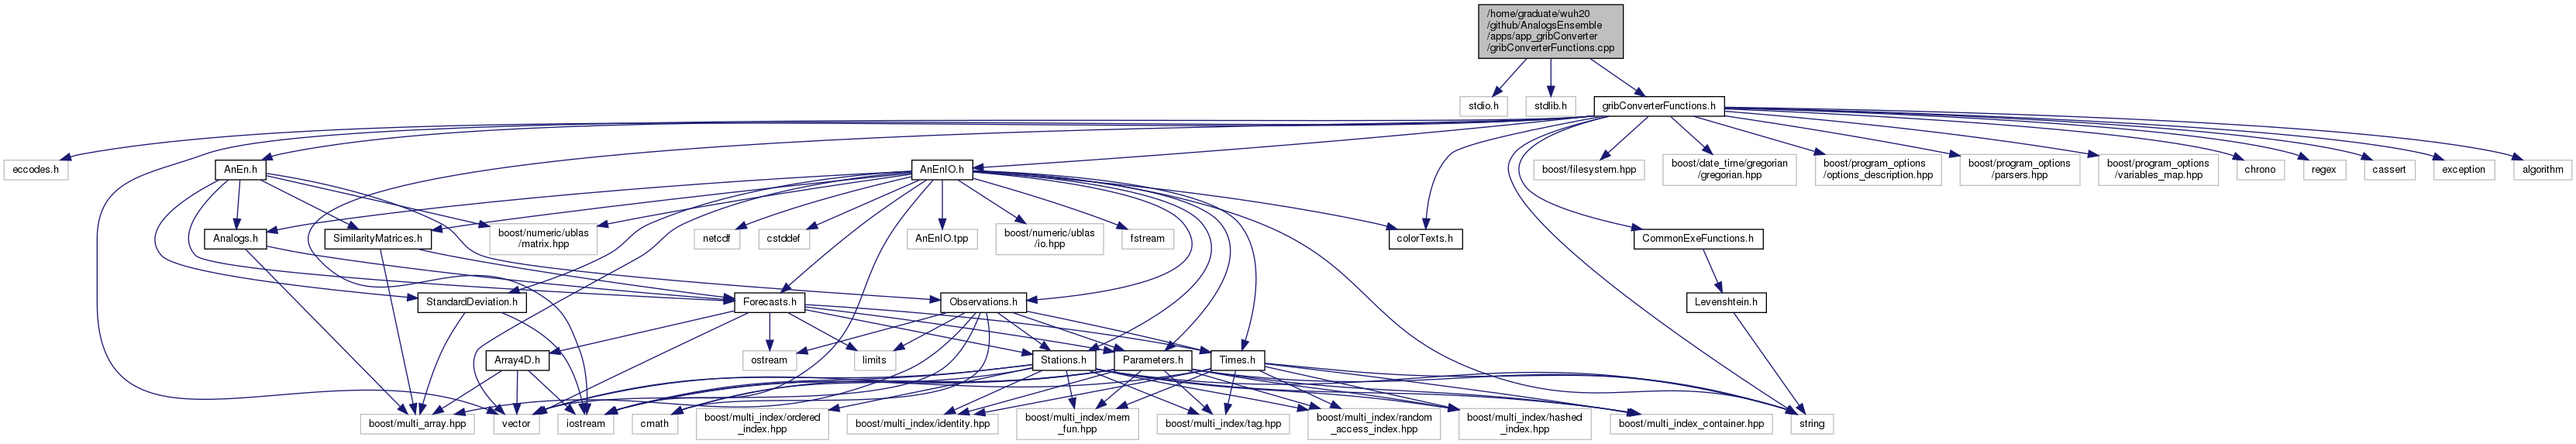 /home/graduate/wuh20
/github/AnalogsEnsemble
/apps/app_gribConverter
/gribConverterFunctions.cpp
stdio.h
stdlib.h
gribConverterFunctions.h
eccodes.h
AnEn.h
AnEnIO.h
boost/filesystem.hpp
boost/date_time/gregorian
/gregorian.hpp
boost/program_options
/options_description.hpp
boost/program_options
/parsers.hpp
boost/program_options
/variables_map.hpp
chrono
regex
cassert
exception
algorithm
Analogs.h
SimilarityMatrices.h
boost/numeric/ublas
/matrix.hpp
netcdf
cstddef
AnEnIO.tpp
boost/numeric/ublas
/io.hpp
fstream
colorTexts.h
CommonExeFunctions.h
StandardDeviation.h
Forecasts.h
Observations.h
Levenshtein.h
Array4D.h
ostream
limits
Stations.h
Parameters.h
Times.h
boost/multi_array.hpp
vector
iostream
cmath
boost/multi_index/ordered
_index.hpp
boost/multi_index/identity.hpp
boost/multi_index/mem
_fun.hpp
boost/multi_index/tag.hpp
boost/multi_index/random
_access_index.hpp
boost/multi_index/hashed
_index.hpp
boost/multi_index_container.hpp
string